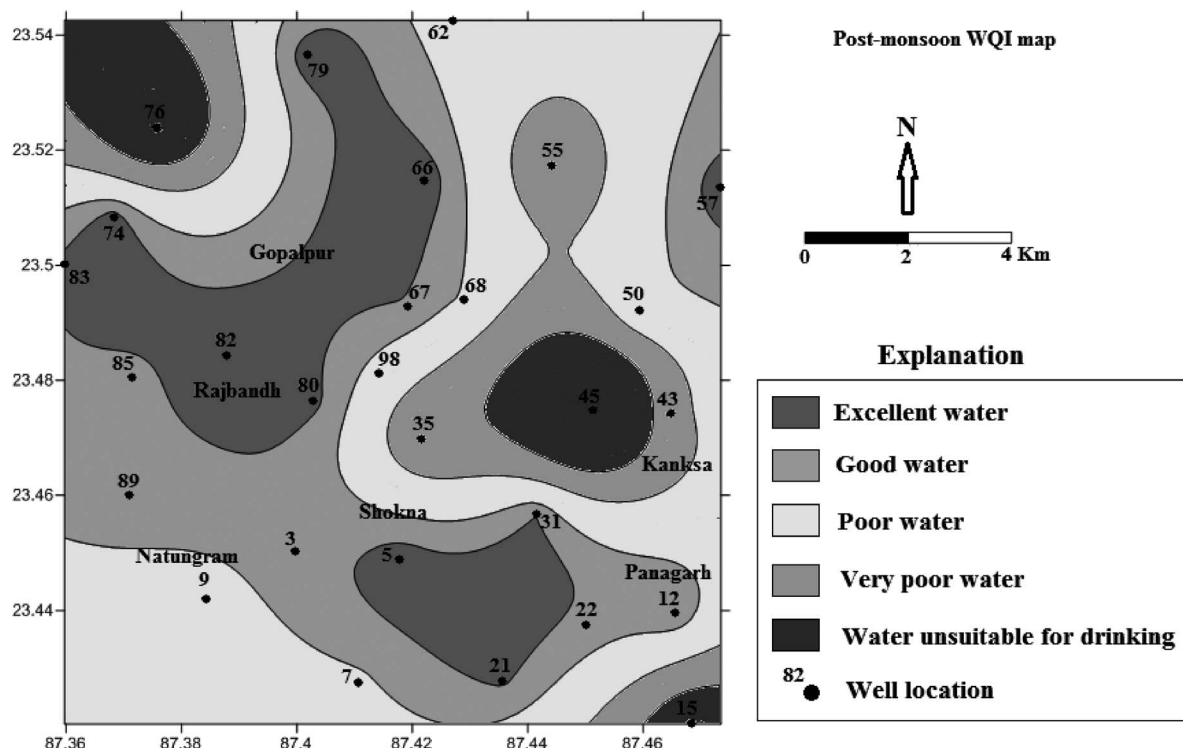 Post-monsoon WQI map
N
0 2 4 Km
Explanation
Excellent water
Good water
Poor water
Very poor water
Water unsuitable for drinking
82 Well location
23.54
23.52
23.5
23.48
23.46
23.44
87.36 87.38 87.4 87.42 87.44 87.46
62
79
76
55
66
57
74
Gopalpur
83
67
68
50
82
85
98
Rajbandh
80
45
43
35
Kanksa
89
Shokna
31
3
5
Natungram
Panagarh
9
12
22
21
7
15